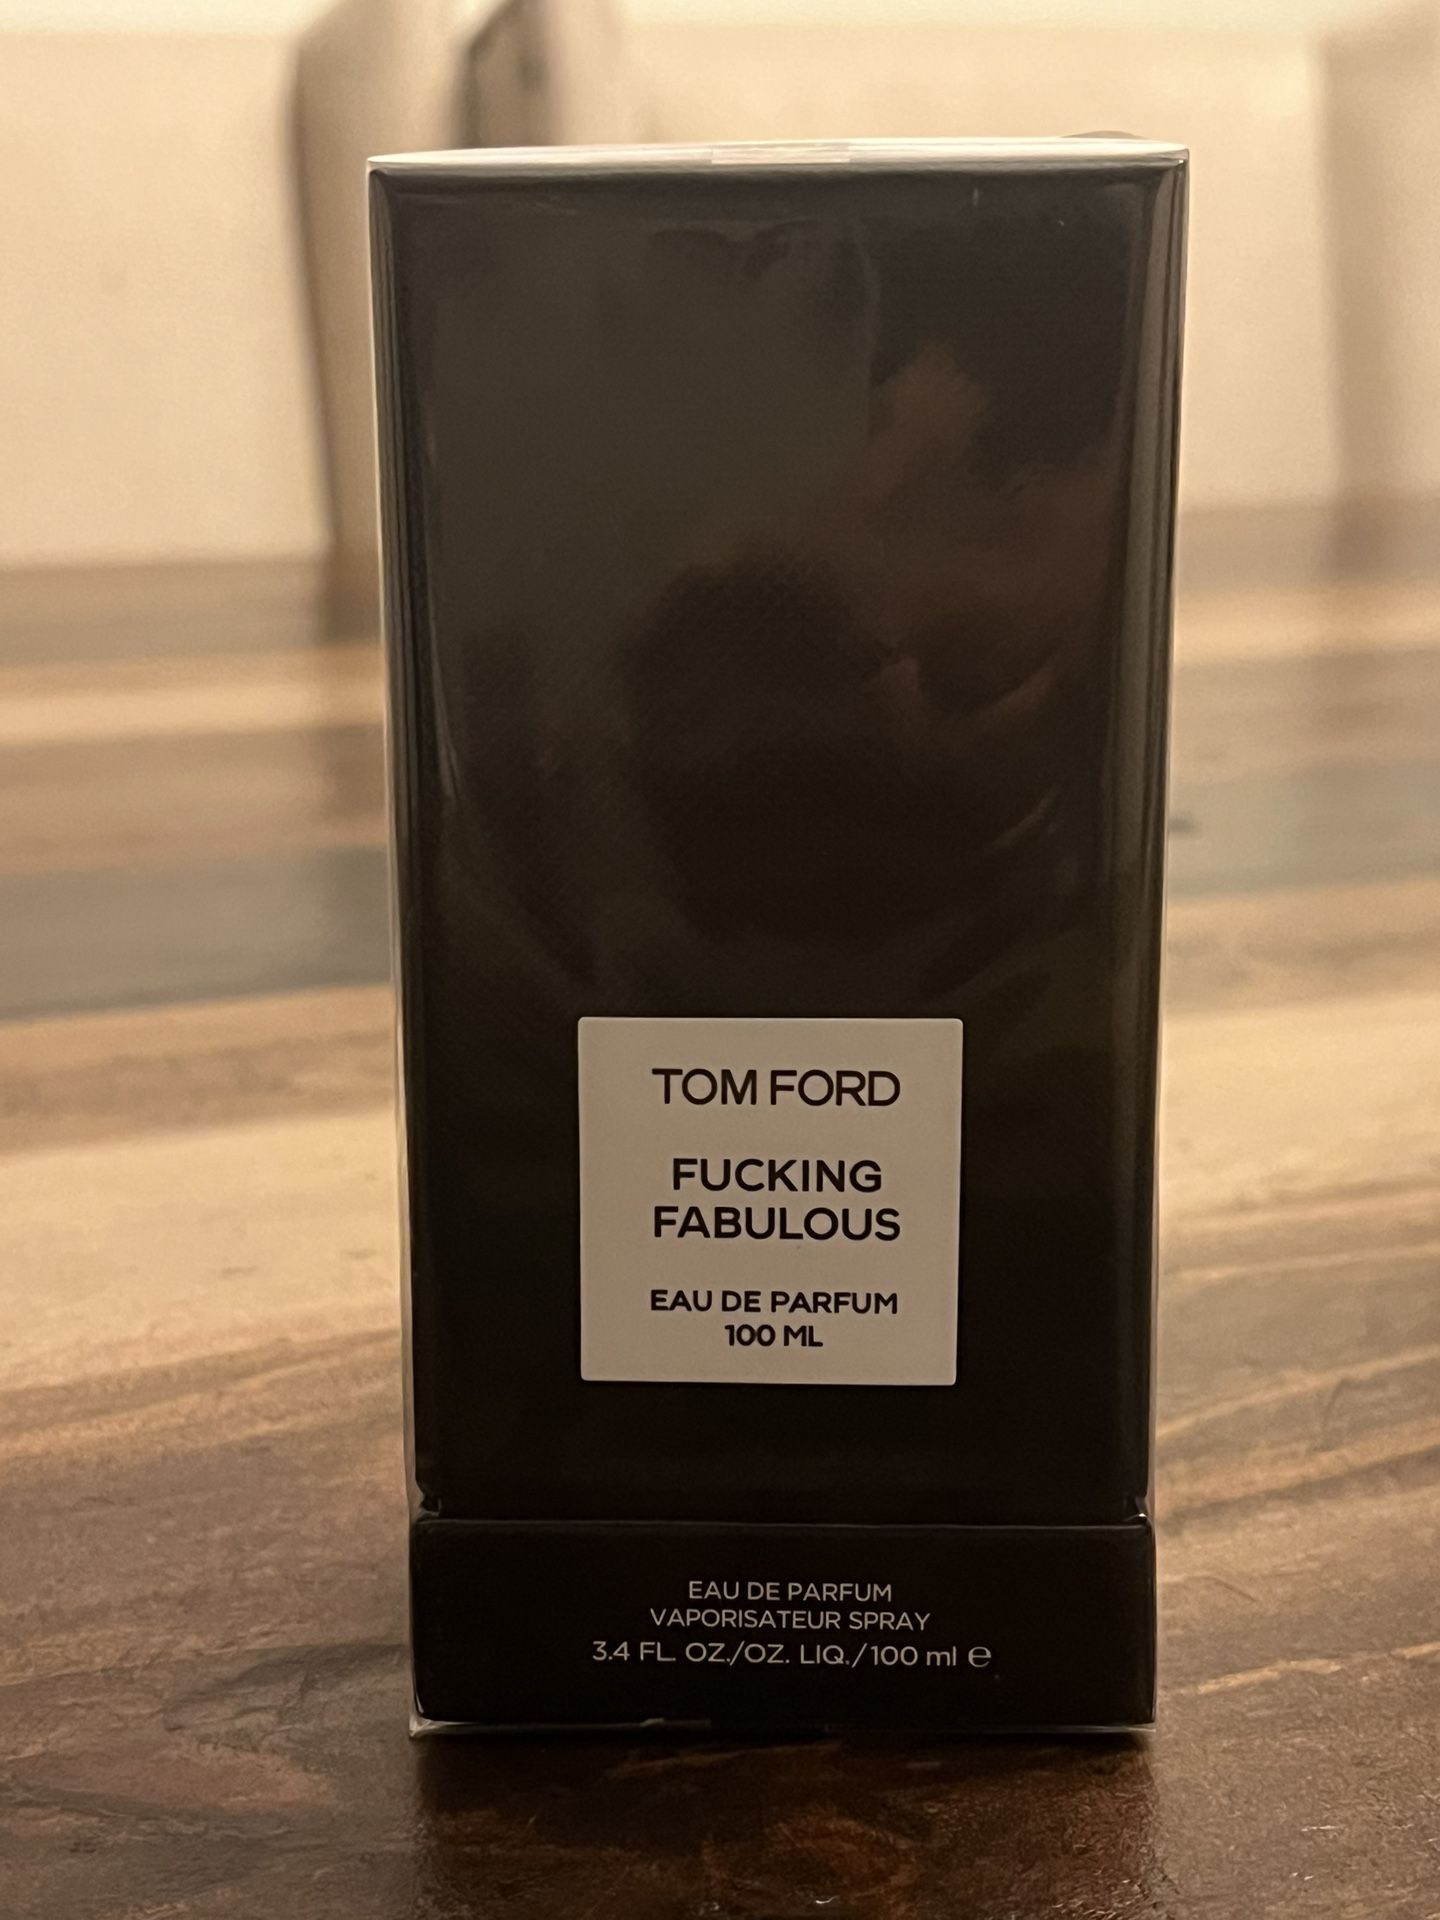 TOM FORD
FUCKING
FABULOUS
EAU DE PARFUM
100 ML
EAU DE PARFUM
VAPORISATEUR SPRAY
3.4 FL. OZ./OZ. LIQ./100 ml ℮